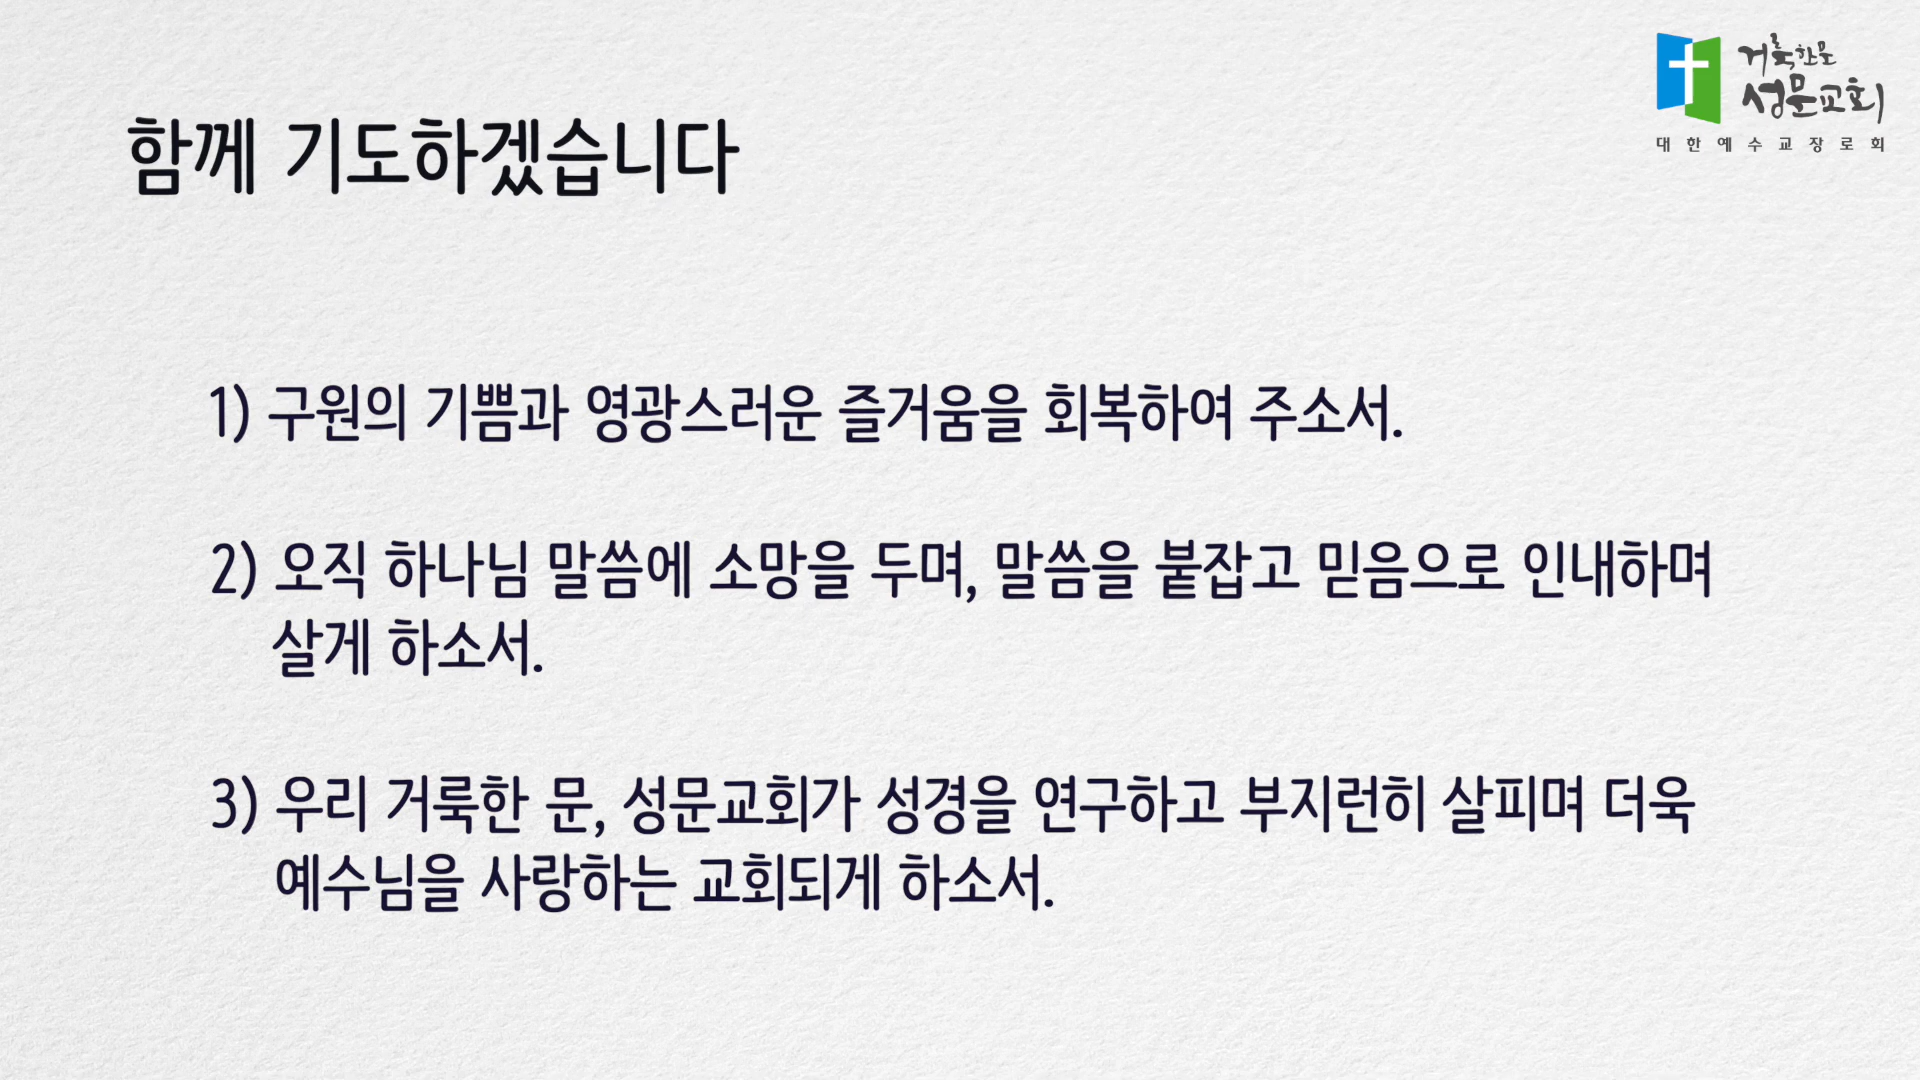 거룩한문
성문교회
대한예수교장로회
함께 기도하겠습니다
1) 구원의 기쁨과 영광스러운 즐거움을 회복하여 주소서.
2) 오직 하나님 말씀에 소망을 두며, 말씀을 붙잡고 믿음으로 인내하며
살게 하소서.
3) 우리 거룩한 문, 성문교회가 성경을 연구하고 부지런히 살피며 더욱
예수님을 사랑하는 교회되게 하소서.